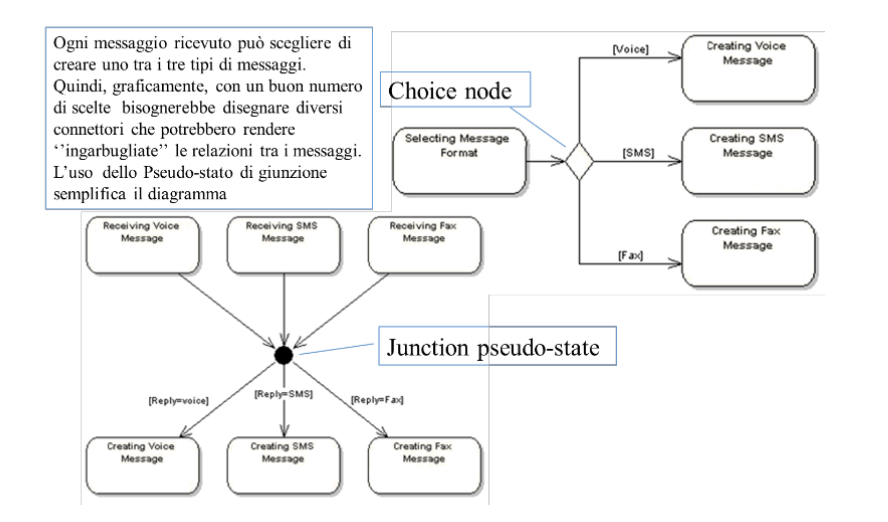 Ogni messaggio ricevuto può scegliere di
creare uno tra i tre tipi di messaggi.
Quindi, graficamente, con un buon numero
di scelte bisognerebbe disegnare diversi
connettori che potrebbero rendere
‘’ingarbugliate’’ le relazioni tra i messaggi.
L’uso dello Pseudo-stato di giunzione
semplifica il diagramma
Choice node
Selecting Message
Format
[Voice]
Creating Voice
Message
[SMS]
Creating SMS
Message
[Fax]
Creating Fax
Message
Receiving Voice
Message
Receiving SMS
Message
Receiving Fax
Message
Junction pseudo-state
[Reply=voice]
[Reply=SMS]
[Reply=Fax]
Creating Voice
Message
Creating SMS
Message
Creating Fax
Message